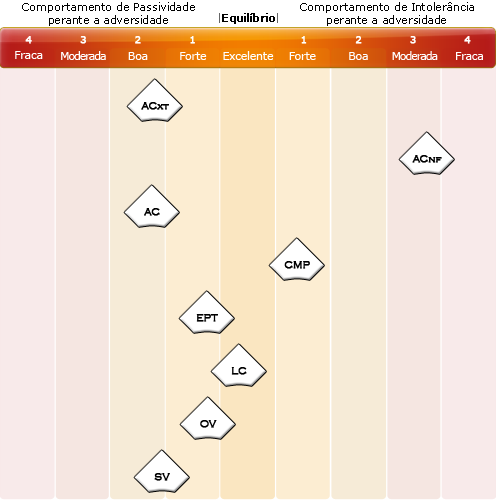 Comportamento de Passividade
perante a adversidade
|Equilíbrio|
Comportamento de Intolerância
perante a adversidade
4 3 2 1 1 2 3 4
Fraca Moderada Boa Forte Excelente Forte Boa Moderada Fraca
ACXT
ACNF
AC
CMP
EPT
LC
OV
SV